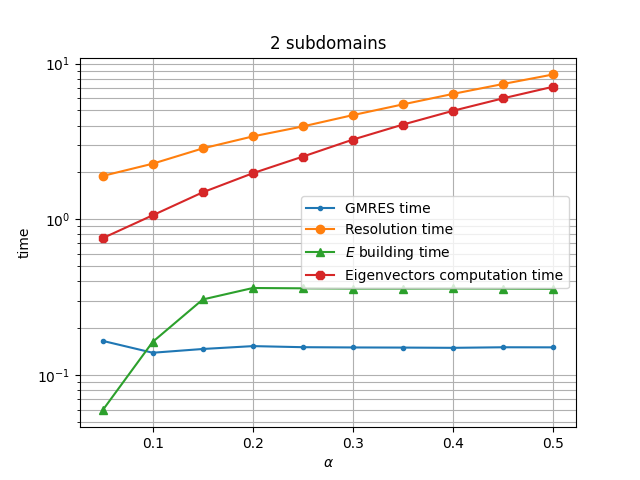 2 subdomains
time
10¹
10⁰
10⁻¹
GMRES time
Resolution time
E building time
Eigenvectors computation time
0.1 0.2 0.3 0.4 0.5
α